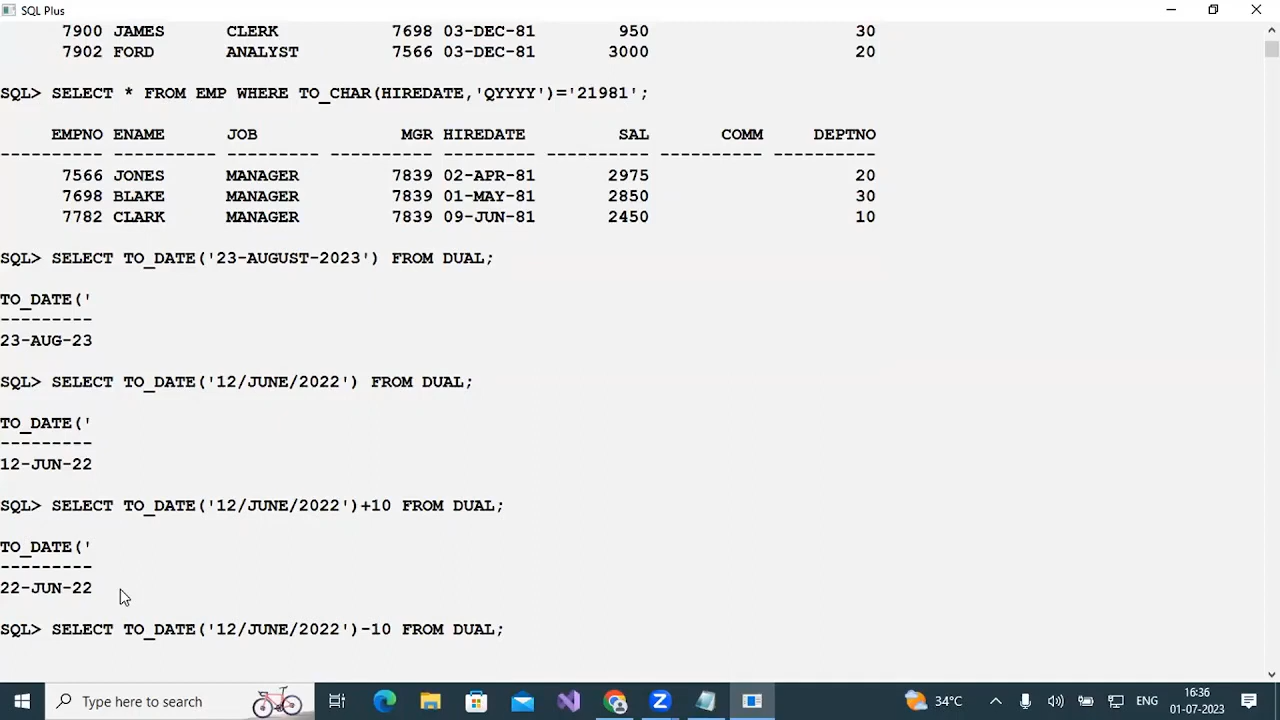 SQL Plus
7900 JAMES CLERK 7698 03-DEC-81 950 30
7902 FORD ANALYST 7566 03-DEC-81 3000 20
SQL> SELECT * FROM EMP WHERE TO_CHAR(HIREDATE,'QYYYY')='21981';
EMPNO ENAME JOB MGR HIREDATE SAL COMM DEPTNO
---------- ---------- --------- ---------- --------- ---------- ---------- ----------
7566 JONES MANAGER 7839 02-APR-81 2975 20
7698 BLAKE MANAGER 7839 01-MAY-81 2850 30
7782 CLARK MANAGER 7839 09-JUN-81 2450 10
SQL> SELECT TO_DATE('23-AUGUST-2023') FROM DUAL;
TO_DATE('
---------
23-AUG-23
SQL> SELECT TO_DATE('12/JUNE/2022') FROM DUAL;
TO_DATE('
---------
12-JUN-22
SQL> SELECT TO_DATE('12/JUNE/2022')+10 FROM DUAL;
TO_DATE('
---------
22-JUN-22
SQL> SELECT TO_DATE('12/JUNE/2022')-10 FROM DUAL;
Type here to search
34°C
ENG
16:36
01-07-2023